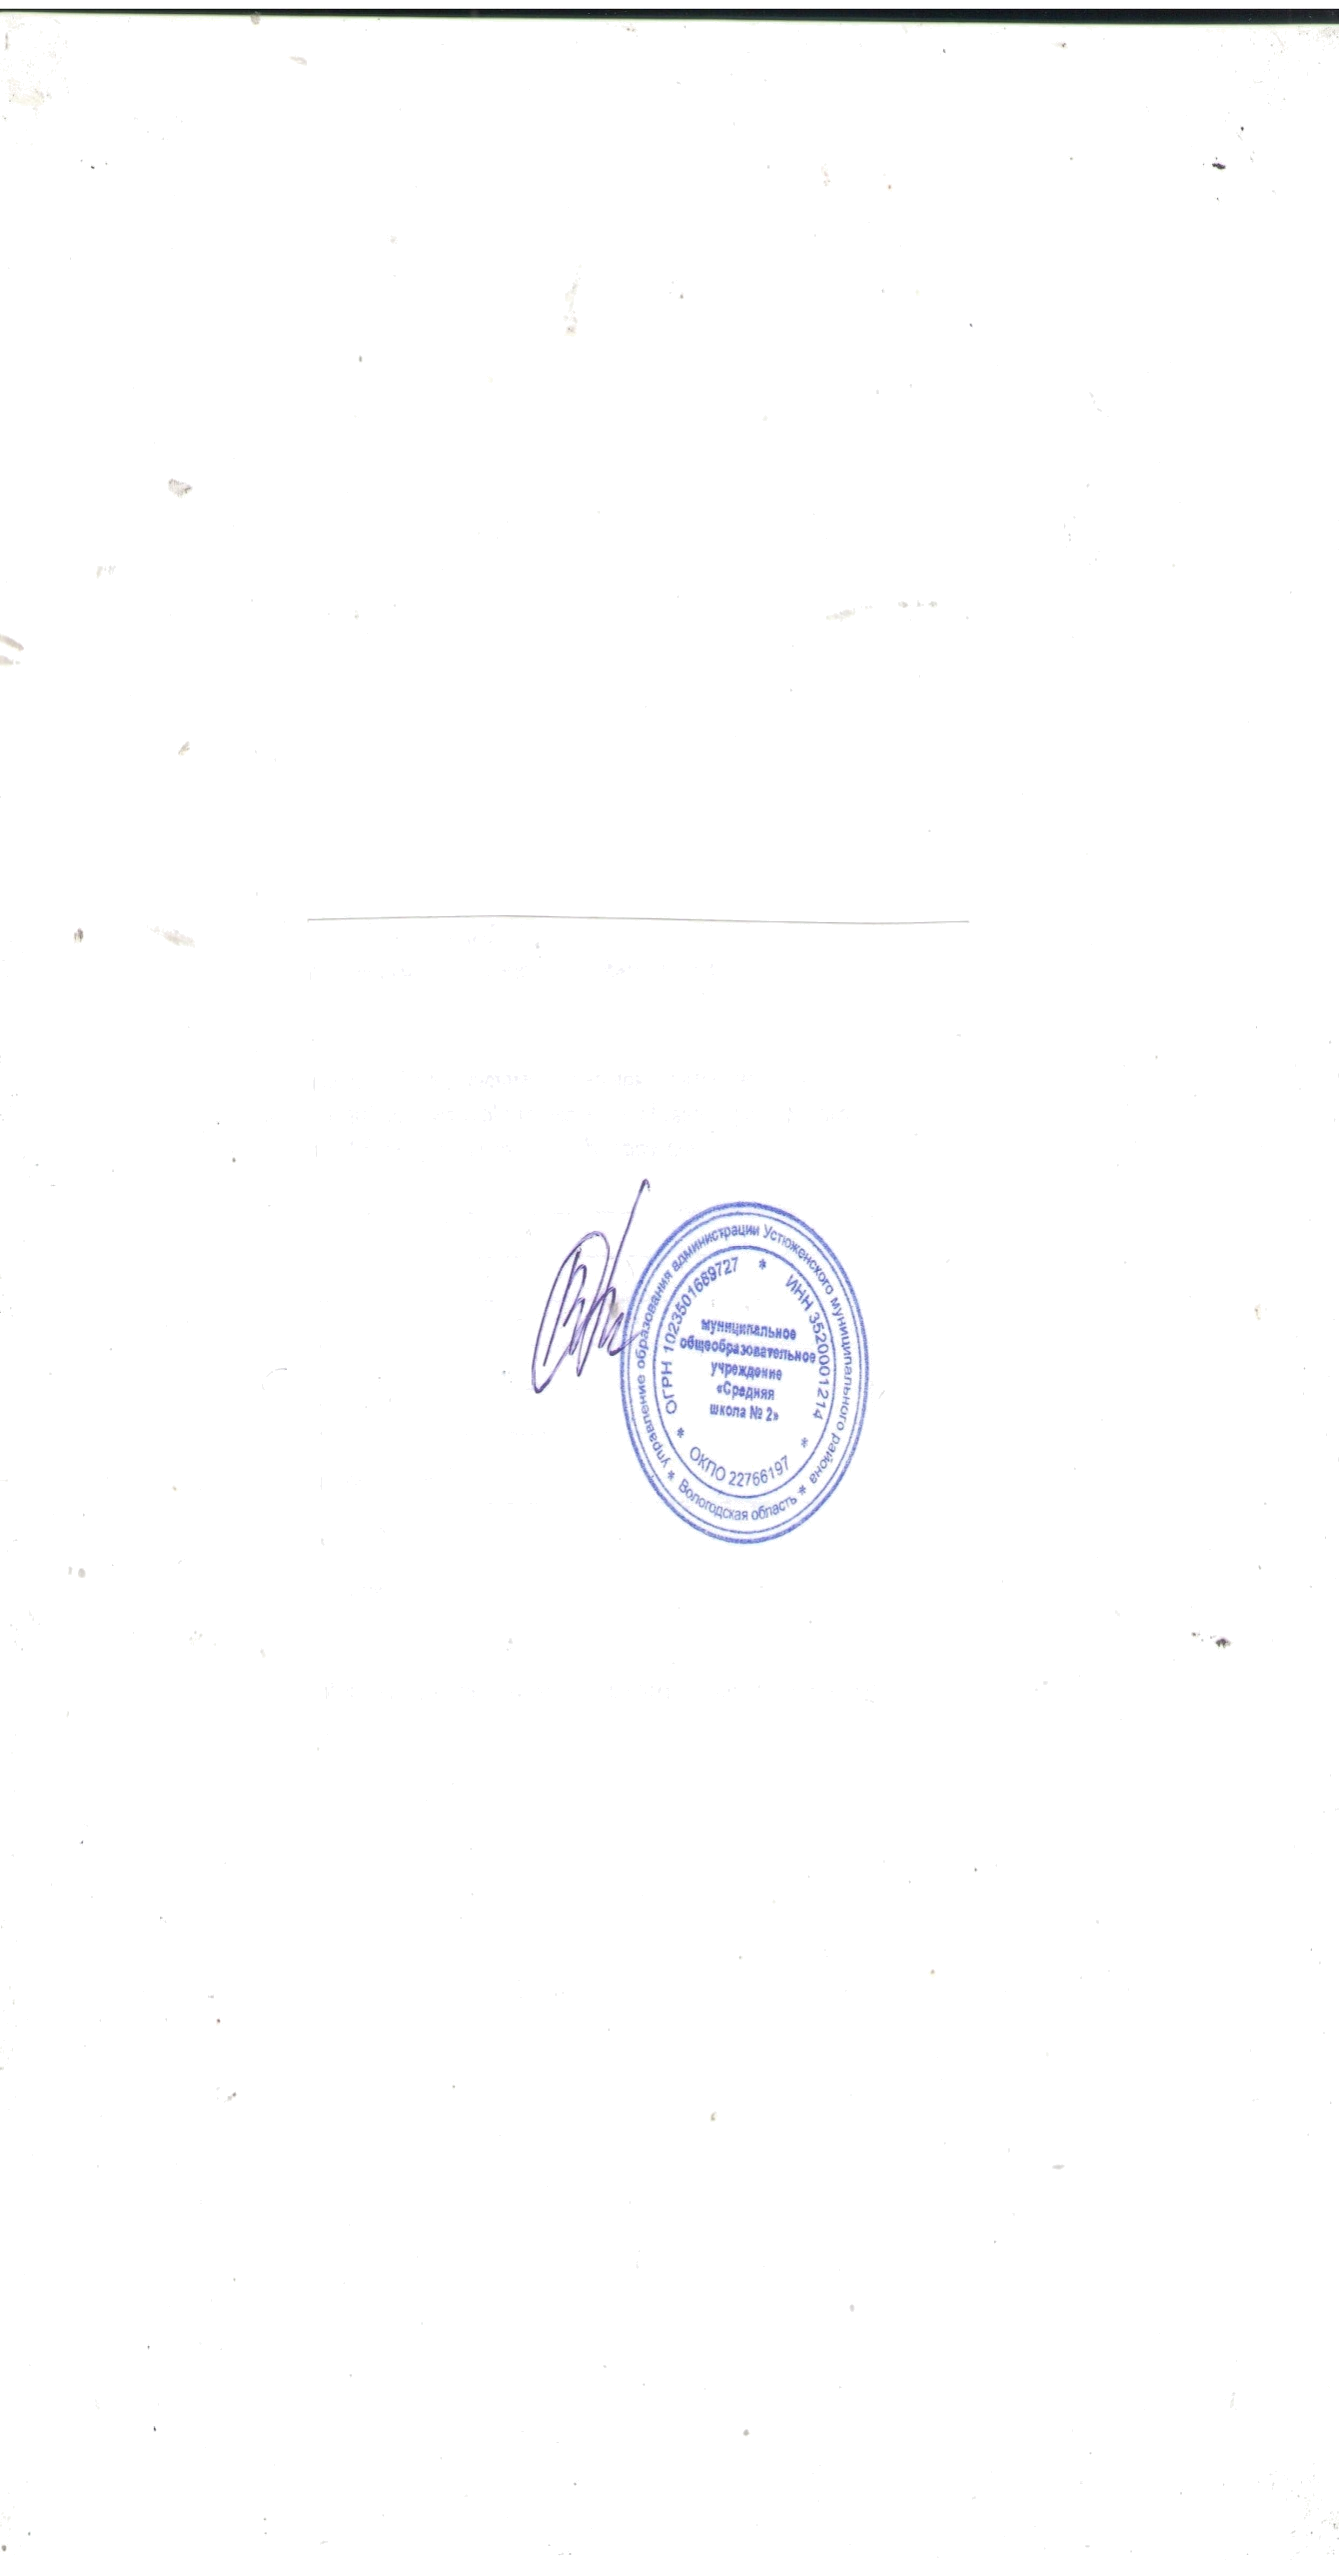 управление образования администрации Устюженского муниципального района
* Вологодская область *
ОГРН 1023501689727 * ИНН 3520001214 *
ОКПО 22766197 *
муниципальное
общеобразовательное
учреждение
«Средняя
школа № 2»